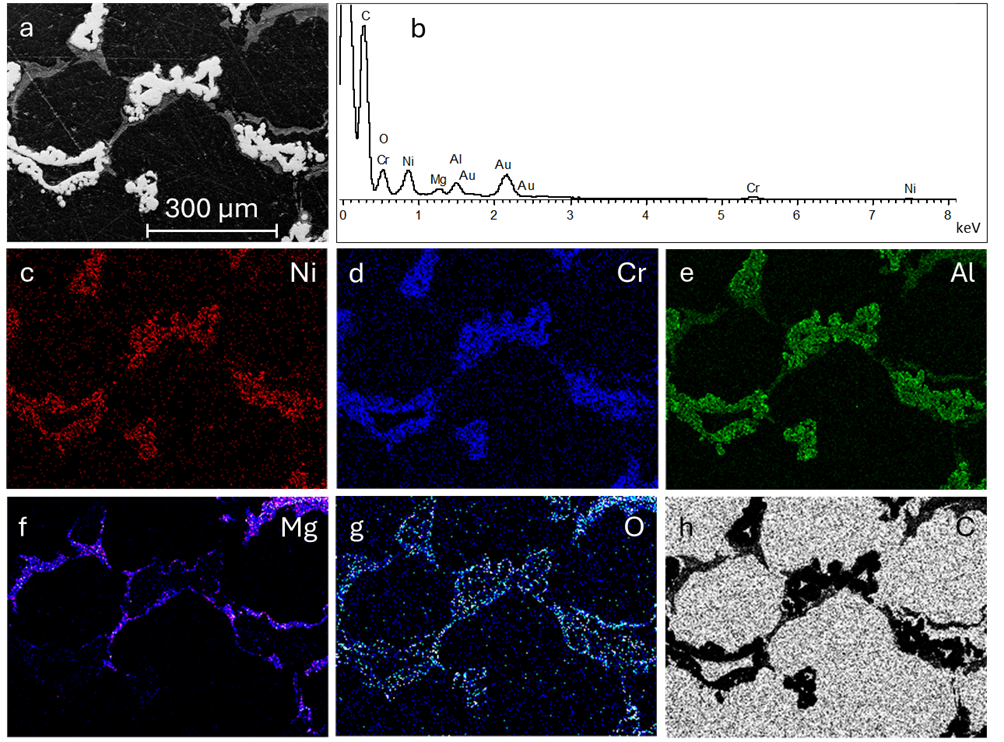 a
300 µm
b
C
O
Cr
Ni
Mg
Al
Au
Au
Au
Cr
Ni
0 1 2 3 4 5 6 7 8
keV
c Ni
d Cr
e Al
f Mg
g O
h C